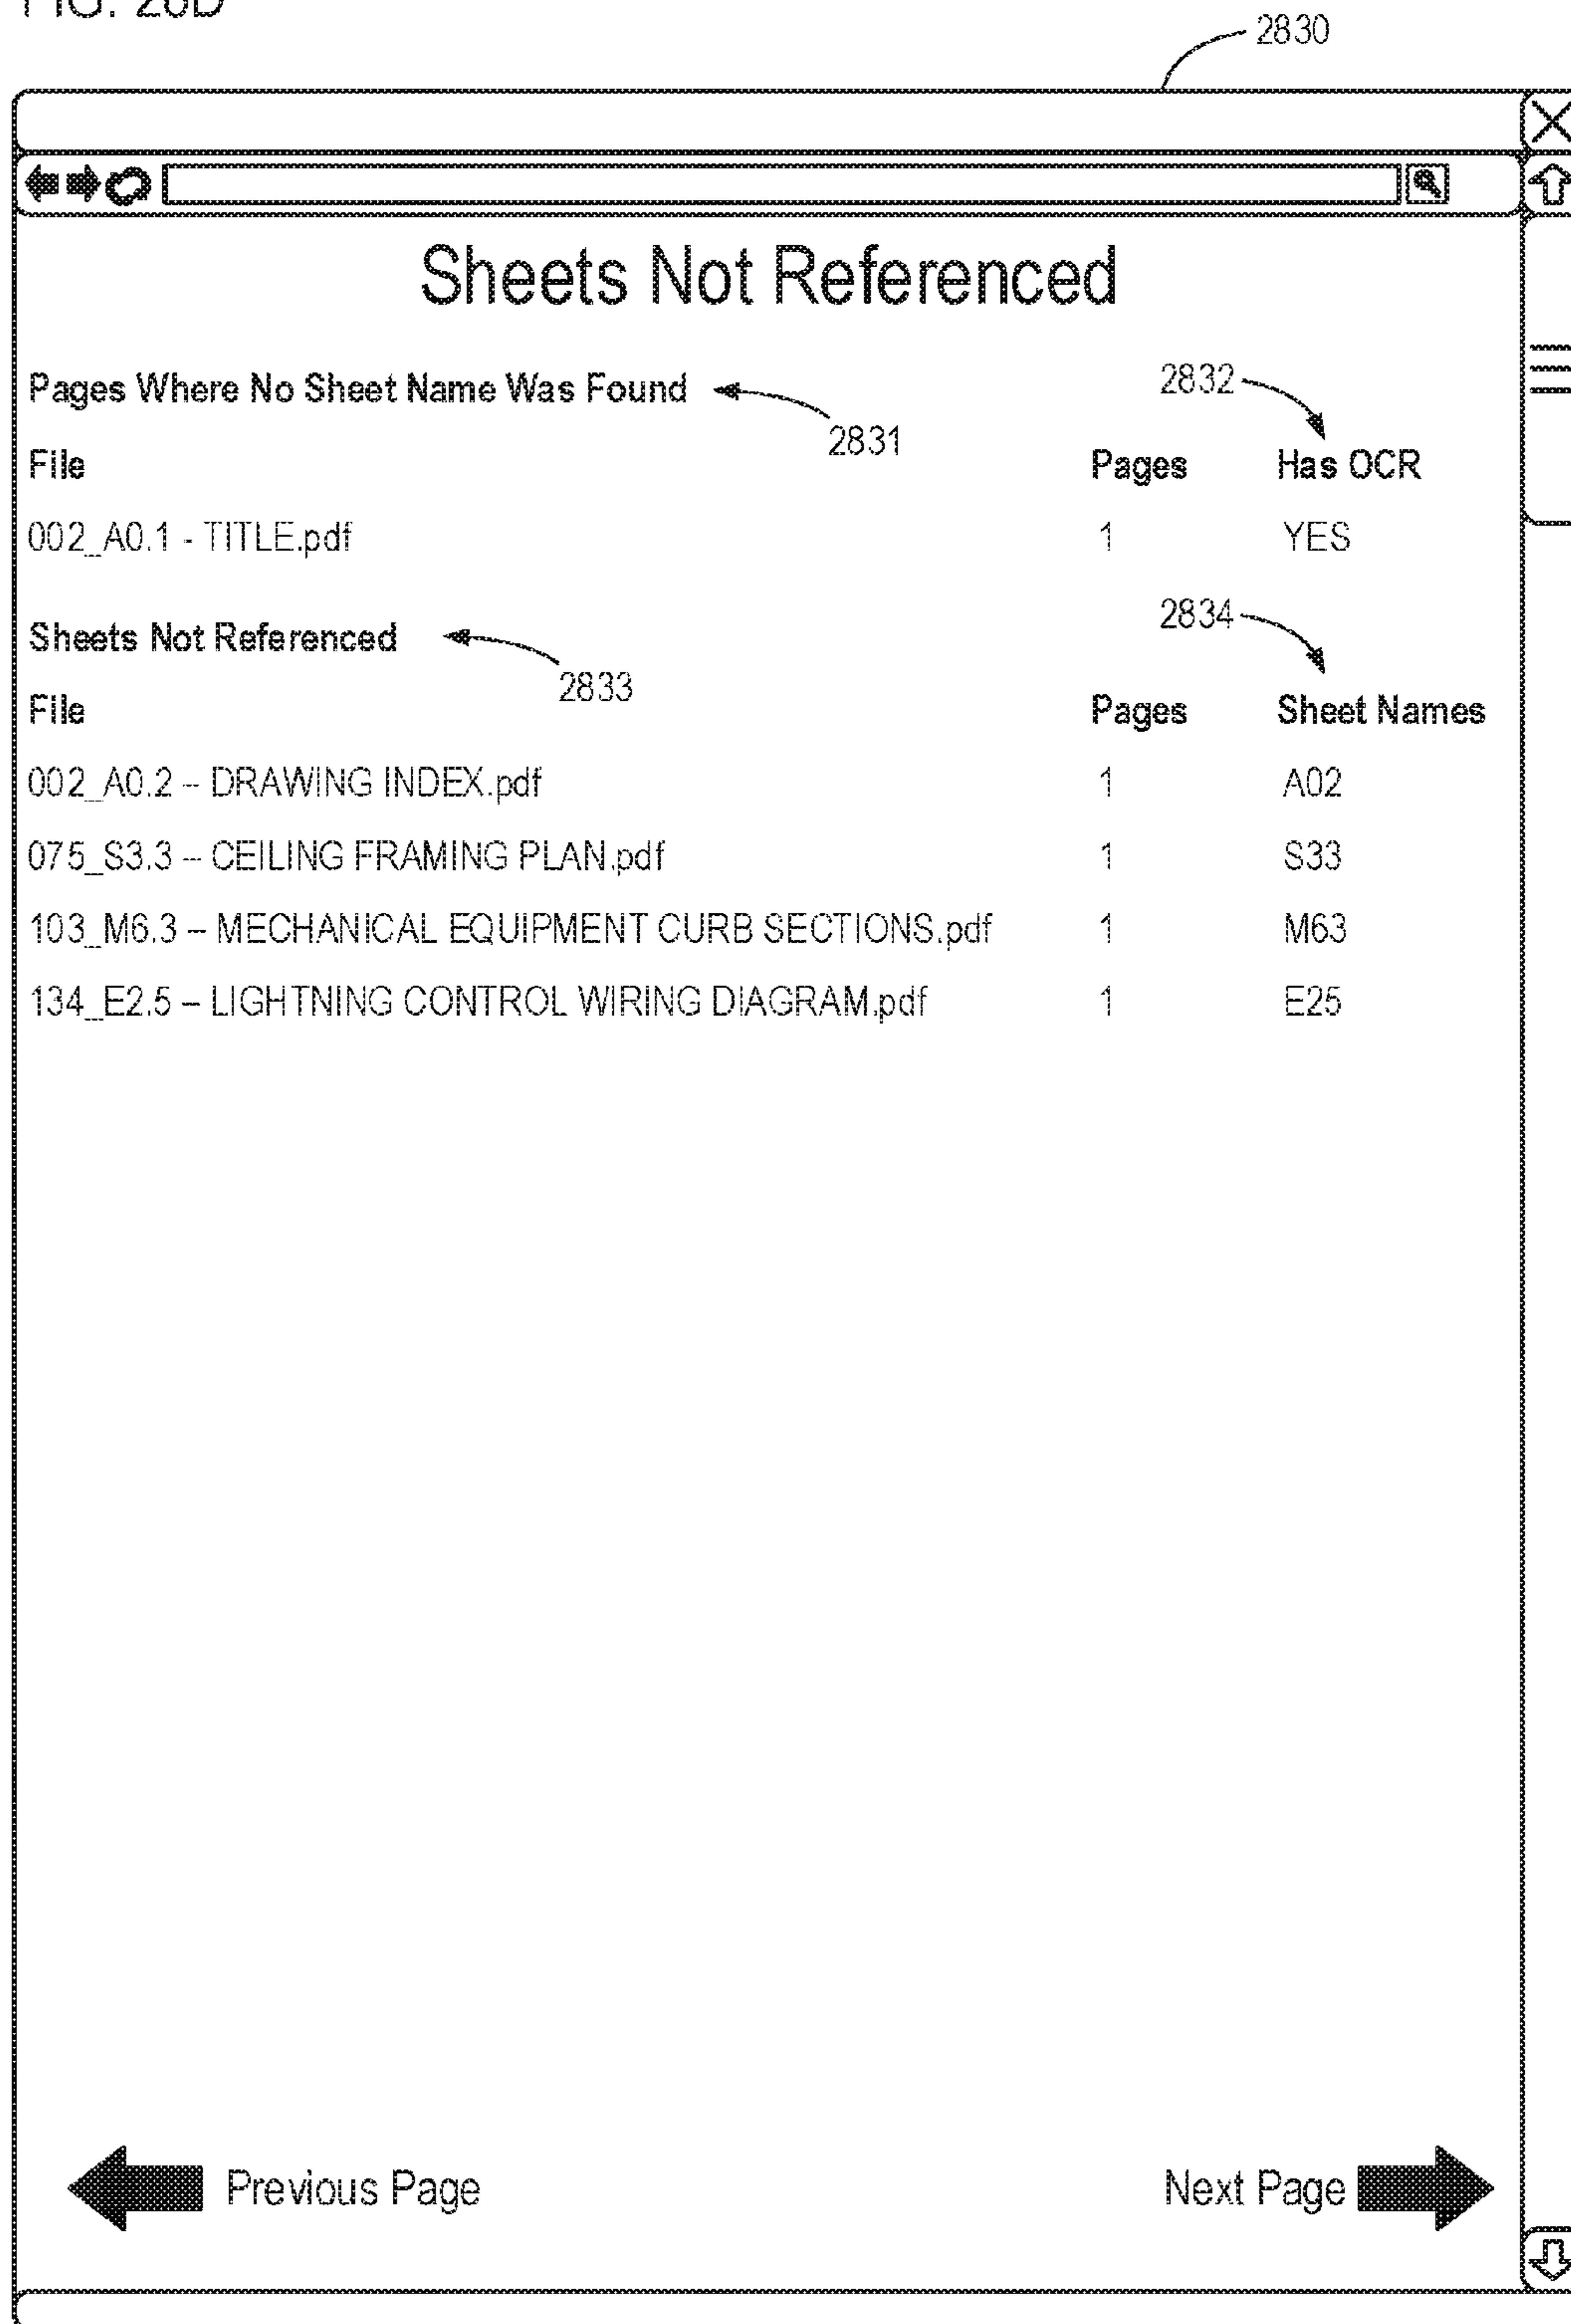 FIG. 28D
2830
Sheets Not Referenced
Pages Where No Sheet Name Was Found
2831
2832
File Pages Has OCR
002_A0.1 - TITLE.pdf 1 YES
Sheets Not Referenced
2833
2834
File Pages Sheet Names
002_A0.2 – DRAWING INDEX.pdf 1 A02
075_S3.3 – CEILING FRAMING PLAN.pdf 1 S33
103_M6.3 – MECHANICAL EQUIPMENT CURB SECTIONS.pdf 1 M63
134_E2.5 – LIGHTNING CONTROL WIRING DIAGRAM.pdf 1 E25
Previous Page Next Page